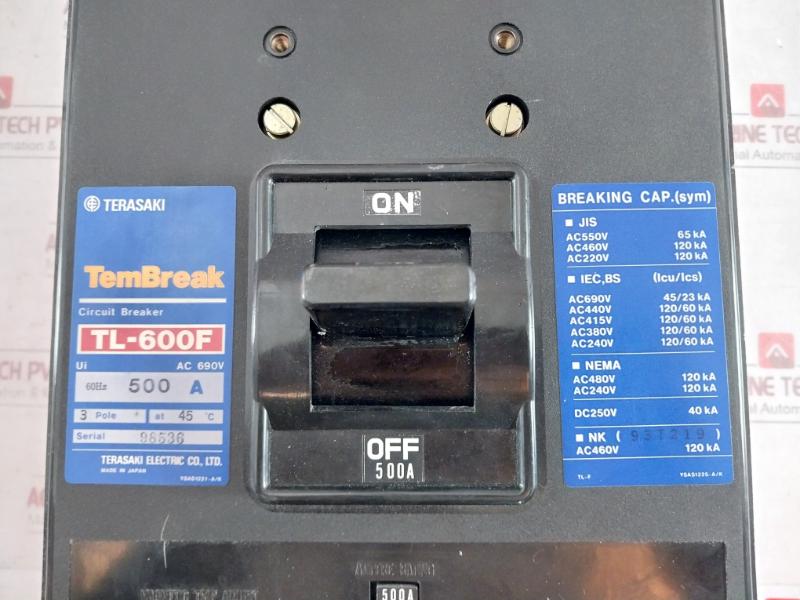 TERASAKI
TemBreak
Circuit Breaker
TL-600F
Ui AC 690V
60Hz 500 A
3 Pole at 45 °C
Serial 98536
TERASAKI ELECTRIC CO., LTD.
MADE IN JAPAN
YSAS1221-A/R
ON
OFF
500A
BREAKING CAP.(sym)
■ JIS
AC550V 65 kA
AC460V 120 kA
AC220V 120 kA
■ IEC,BS (Icu/Ics)
AC690V 45/23 kA
AC440V 120/60 kA
AC415V 120/60 kA
AC380V 120/60 kA
AC240V 120/60 kA
■ NEMA
AC480V 120 kA
AC240V 120 kA
DC250V 40 kA
■ NK ( 93T219 )
AC460V 120 kA
TL-F YSAS1225-A/R
500A